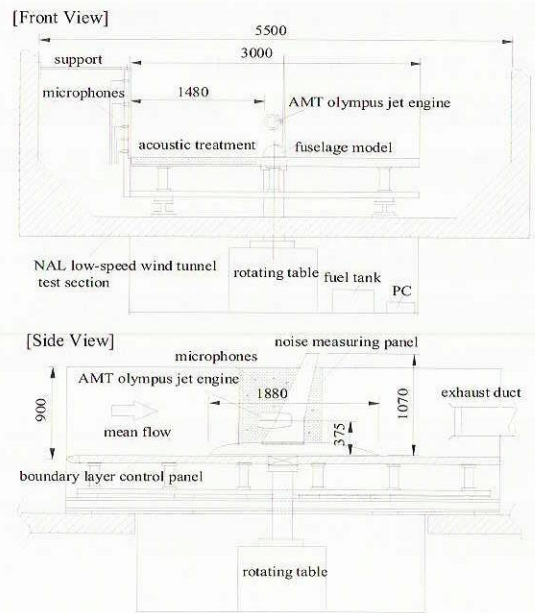 [Front View]
5500
support
3000
microphones
1480
AMT olympus jet engine
acoustic treatment
fuselage model
NAL low-speed wind tunnel
test section
rotating table
fuel tank
PC
[Side View]
noise measuring panel
microphones
AMT olympus jet engine
1880
exhaust duct
900
mean flow
375
1070
boundary layer control panel
rotating table